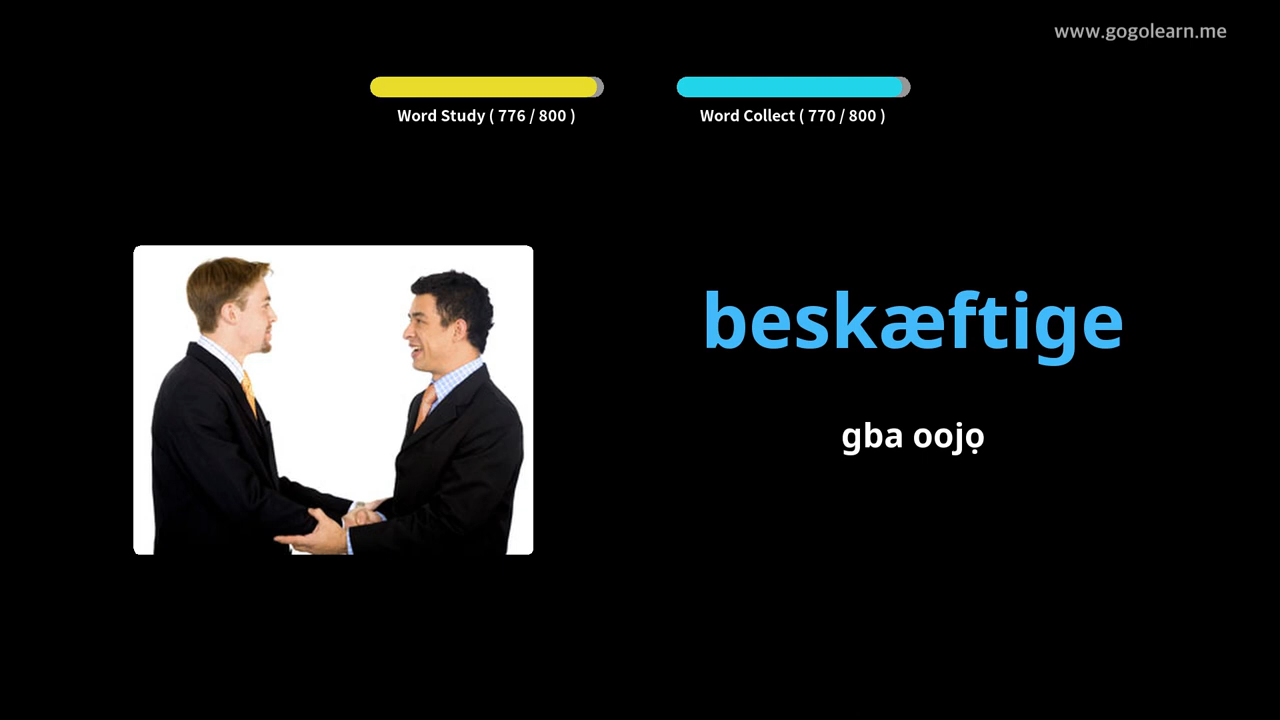 www.gogolearn.me
Word Study ( 776 / 800 )
Word Collect ( 770 / 800 )
beskæftige
gba oojọ